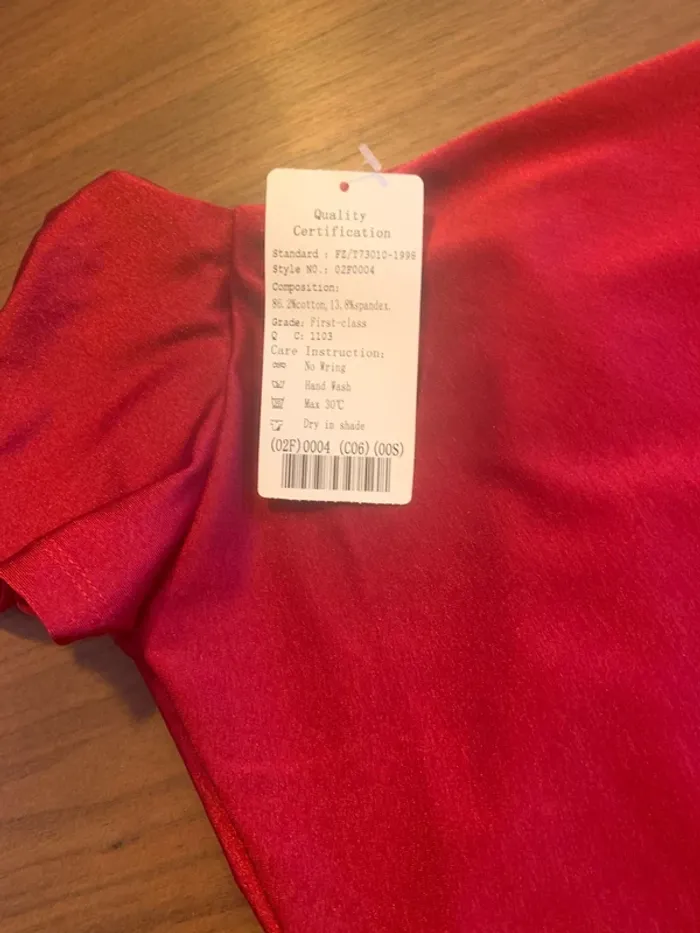 Quality
Certification
Standard : FZ/T73010-1998
Style NO.: 02F0004
Composition:
86.2%cotton,13.8%spandex.
Grade: First-class
Q C: 1103
Care Instruction:
No Wring
Hand Wash
Max 30℃
Dry in shade
(02F)0004 (C06)(00S)